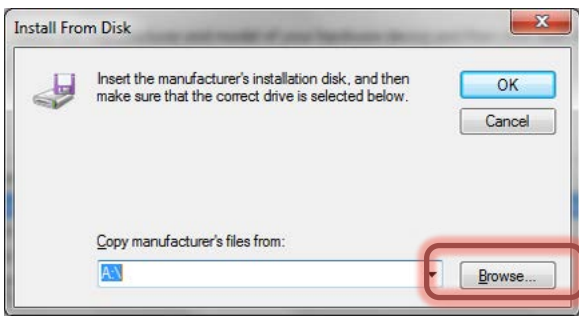 Install From Disk
Insert the manufacturer's installation disk, and then
make sure that the correct drive is selected below.
OK
Cancel
Copy manufacturer's files from:
A:\
Browse...